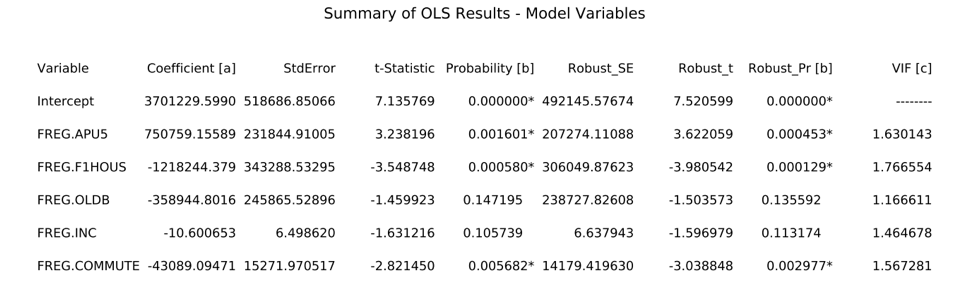 Summary of OLS Results - Model Variables
Variable Coefficient [a] StdError t-Statistic Probability [b] Robust_SE Robust_t Robust_Pr [b] VIF [c]
Intercept 3701229.5990 518686.85066 7.135769 0.000000* 492145.57674 7.520599 0.000000* --------
FREG.APU5 750759.15589 231844.91005 3.238196 0.001601* 207274.11088 3.622059 0.000453* 1.630143
FREG.F1HOUS -1218244.379 343288.53295 -3.548748 0.000580* 306049.87623 -3.980542 0.000129* 1.766554
FREG.OLDB -358944.8016 245865.52896 -1.459923 0.147195 238727.82608 -1.503573 0.135592 1.166611
FREG.INC -10.600653 6.498620 -1.631216 0.105739 6.637943 -1.596979 0.113174 1.464678
FREG.COMMUTE -43089.09471 15271.970517 -2.821450 0.005682* 14179.419630 -3.038848 0.002977* 1.567281